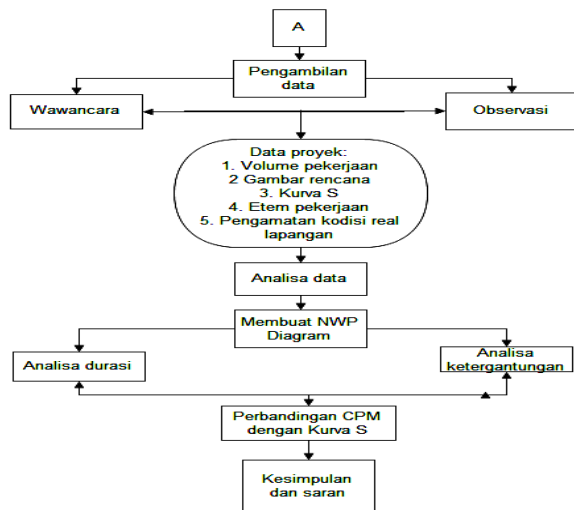 A
Pengambilan
data
Wawancara
Observasi
Data proyek:
1. Volume pekerjaan
2 Gambar rencana
3. Kurva S
4. Etem pekerjaan
5. Pengamatan kodisi real
lapangan
Analisa data
Membuat NWP
Diagram
Analisa durasi
Analisa
ketergantungan
Perbandingan CPM
dengan Kurva S
Kesimpulan
dan saran